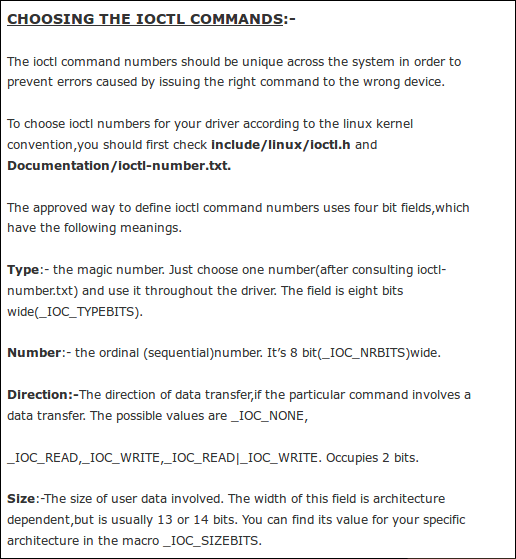 CHOOSING THE IOCTL COMMANDS:-
The ioctl command numbers should be unique across the system in order to
prevent errors caused by issuing the right command to the wrong device.
To choose ioctl numbers for your driver according to the linux kernel
convention,you should first check include/linux/ioctl.h and
Documentation/ioctl-number.txt.
The approved way to define ioctl command numbers uses four bit fields,which
have the following meanings.
Type:- the magic number. Just choose one number(after consulting ioctl-
number.txt) and use it throughout the driver. The field is eight bits
wide(_IOC_TYPEBITS).
Number:- the ordinal (sequential)number. It’s 8 bit(_IOC_NRBITS)wide.
Direction:-The direction of data transfer,if the particular command involves a
data transfer. The possible values are _IOC_NONE,
_IOC_READ,_IOC_WRITE,_IOC_READ|_IOC_WRITE. Occupies 2 bits.
Size:-The size of user data involved. The width of this field is architecture
dependent,but is usually 13 or 14 bits. You can find its value for your specific
architecture in the macro _IOC_SIZEBITS.